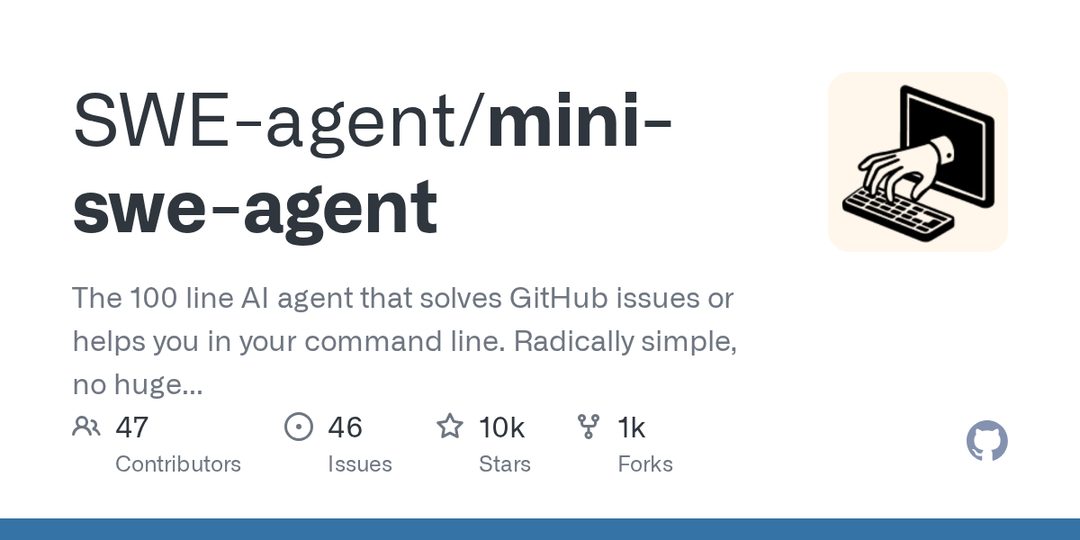 SWE-agent/mini-
swe-agent
The 100 line AI agent that solves GitHub issues or
helps you in your command line. Radically simple,
no huge...
47
Contributors
46
Issues
10k
Stars
1k
Forks